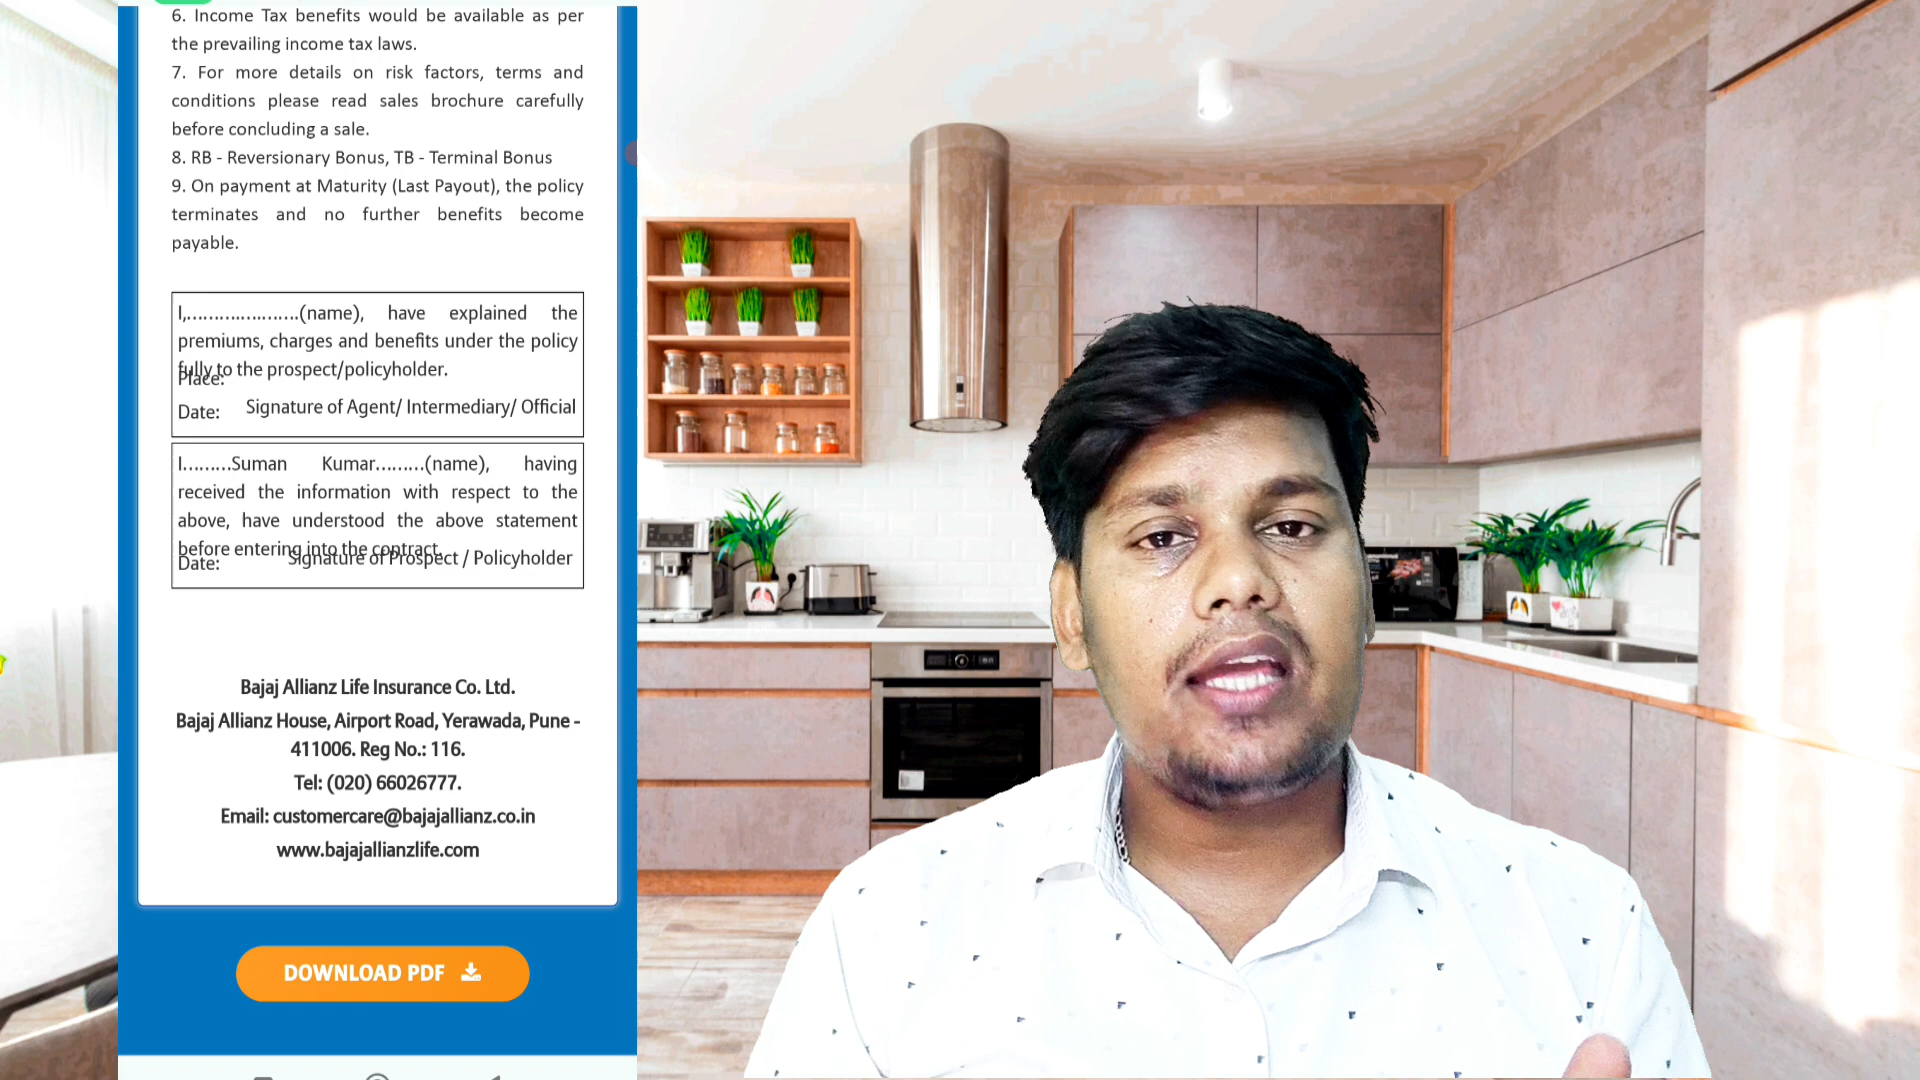 6. Income Tax benefits would be available as per
the prevailing income tax laws.
7. For more details on risk factors, terms and
conditions please read sales brochure carefully
before concluding a sale.
8. RB - Reversionary Bonus, TB - Terminal Bonus
9. On payment at Maturity (Last Payout), the policy
terminates and no further benefits become
payable.
I,.....................(name), have explained the
premiums, charges and benefits under the policy
fully to the prospect/policyholder.
Place:
Date: Signature of Agent/ Intermediary/ Official
I.........Suman Kumar.........(name), having
received the information with respect to the
above, have understood the above statement
before entering into the contract.
Date: Signature of Prospect / Policyholder
Bajaj Allianz Life Insurance Co. Ltd.
Bajaj Allianz House, Airport Road, Yerawada, Pune -
411006. Reg No.: 116.
Tel: (020) 66026777.
Email: customercare@bajajallianz.co.in
www.bajajallianzlife.com
DOWNLOAD PDF